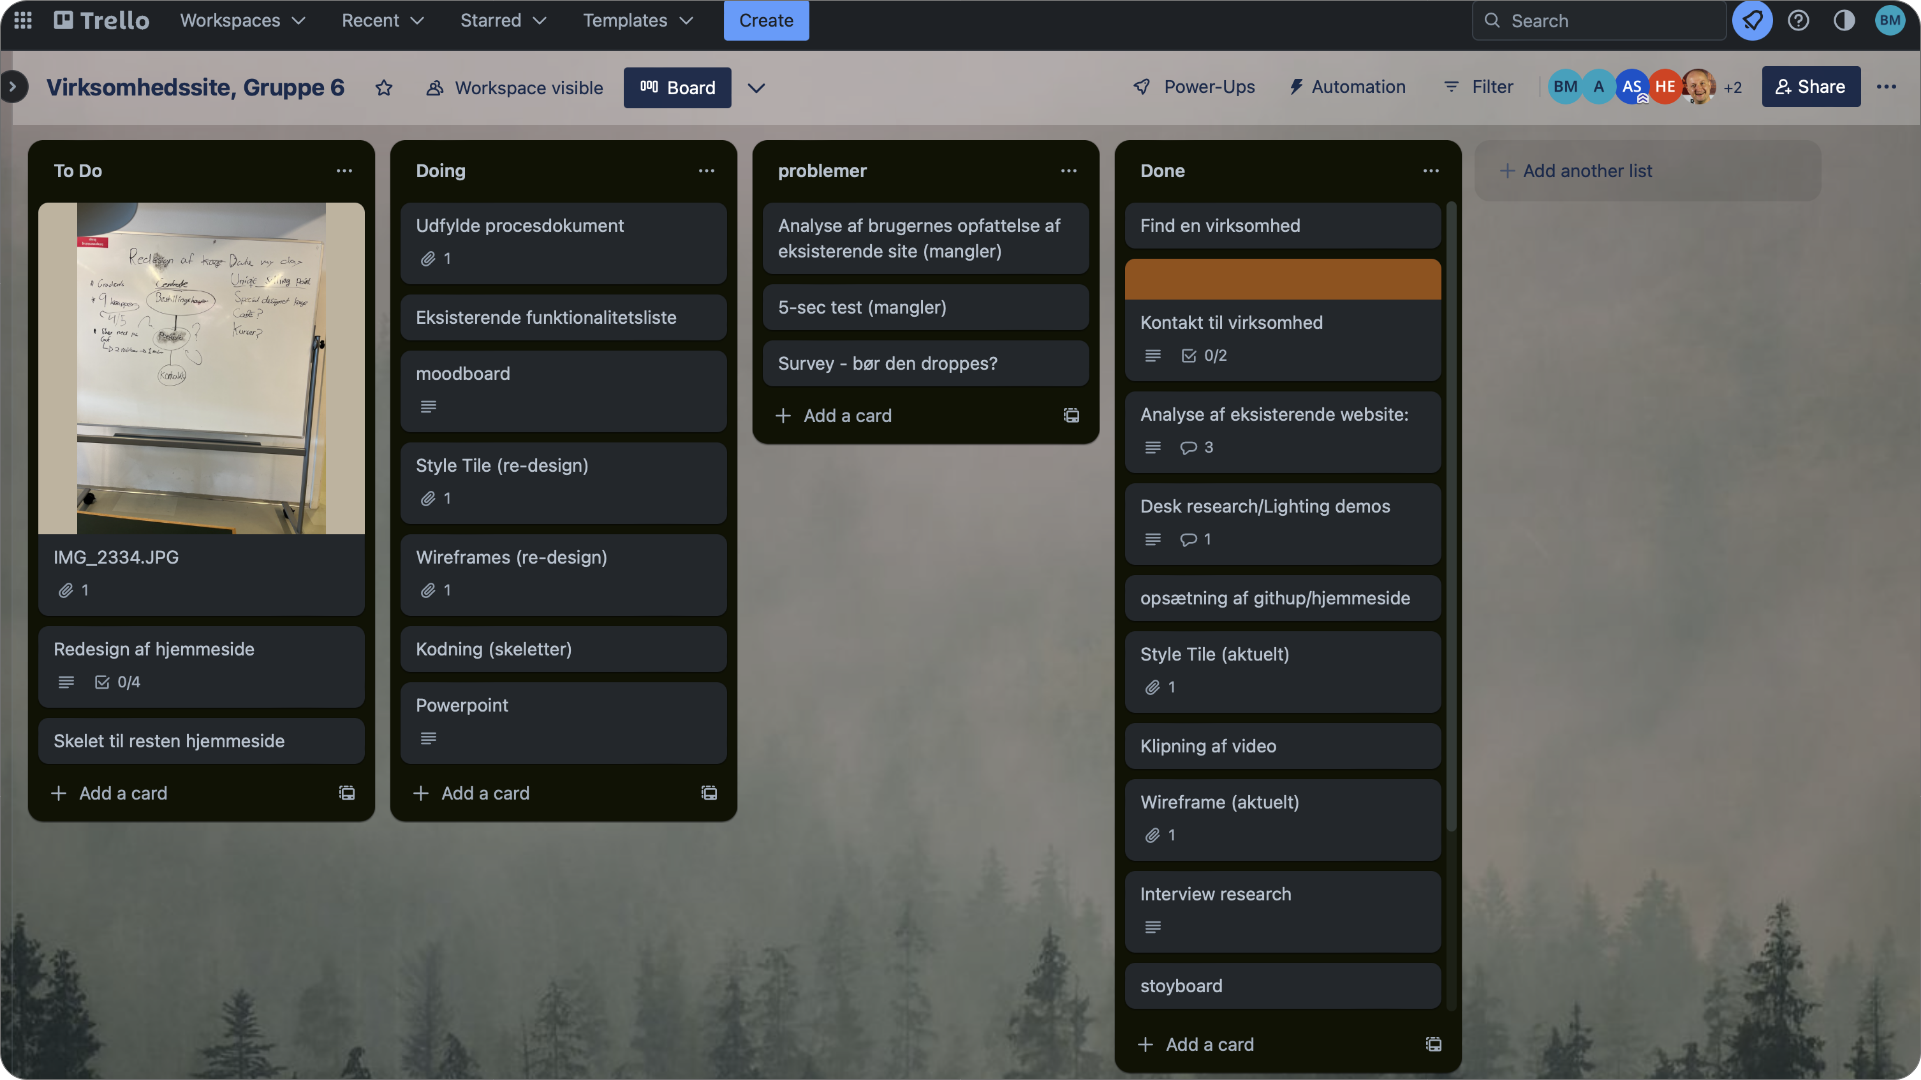 Trello
Workspaces
Recent
Starred
Templates
Create
Search
BM
Virksomhedssite, Gruppe 6
Workspace visible
Board
Power-Ups
Automation
Filter
BM
A
AS
HE
+2
Share
To Do
Redesign af
IMG_2334.JPG
1
Redesign af hjemmeside
0/4
Skelet til resten hjemmeside
Add a card
Doing
Udfylde procesdokument
1
Eksisterende funktionalitetsliste
moodboard
Style Tile (re-design)
1
Wireframes (re-design)
1
Kodning (skeletter)
Powerpoint
Add a card
problemer
Analyse af brugernes opfattelse af
eksisterende site (mangler)
5-sec test (mangler)
Survey - bør den droppes?
Add a card
Done
Find en virksomhed
Kontakt til virksomhed
0/2
Analyse af eksisterende website:
3
Desk research/Lighting demos
1
opsætning af githup/hjemmeside
Style Tile (aktuelt)
1
Klipning af video
Wireframe (aktuelt)
1
Interview research
stoyboard
Add a card
Add another list